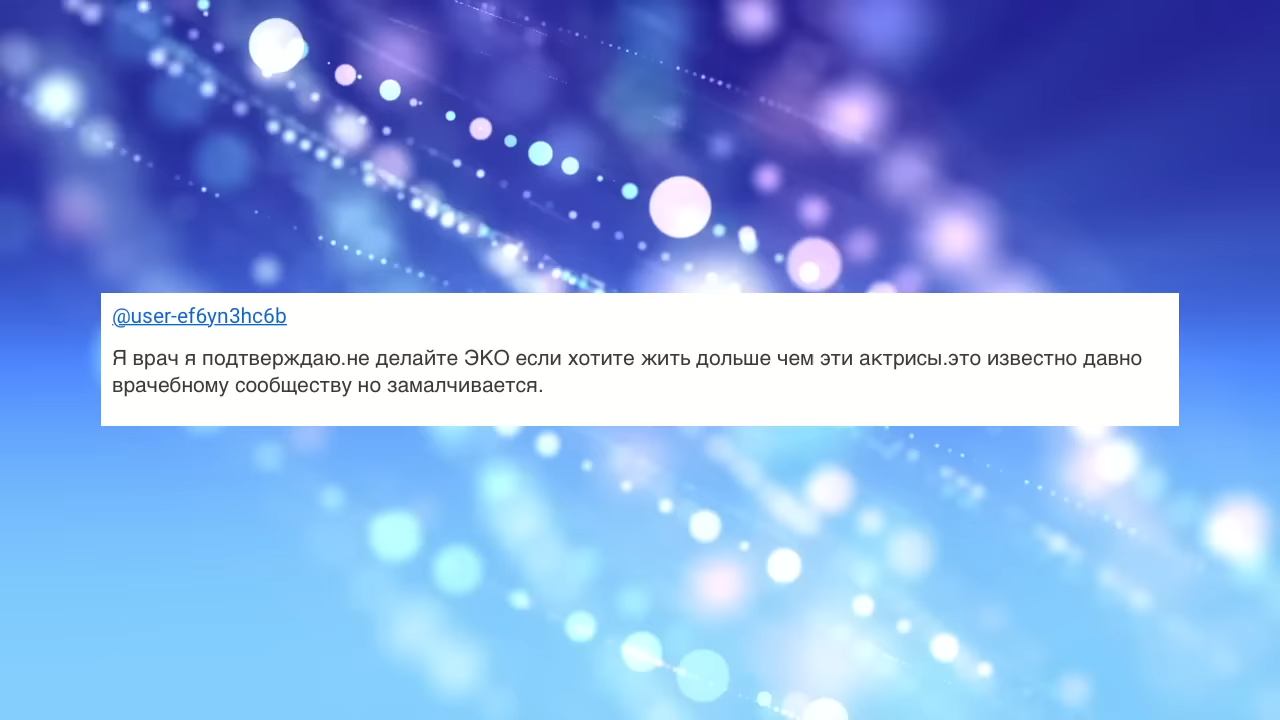 @user-ef6yn3hc6b
Я врач я подтверждаю.не делайте ЭКО если хотите жить дольше чем эти актрисы.это известно давно
врачебному сообществу но замалчивается.